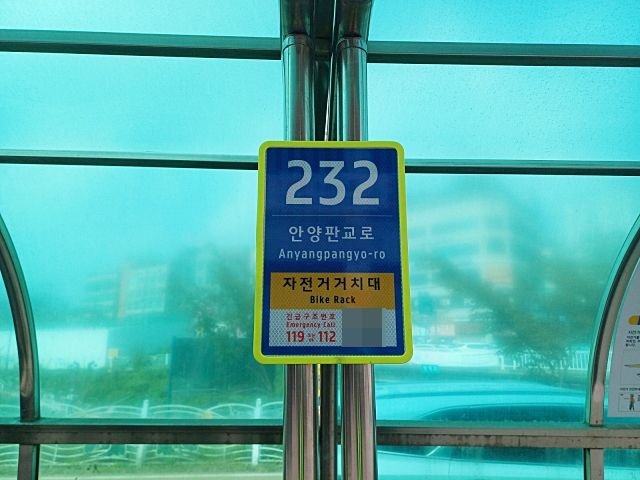 232
안양판교로
Anyangpangyo-ro
자전거거치대
Bike Rack
긴급구조번호
Emergency Call
119 112